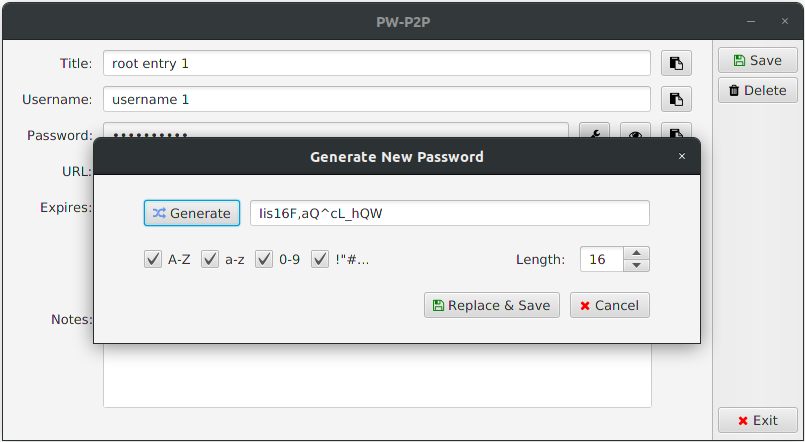 PW-P2P
Title: root entry 1
Save
Username: username 1
Delete
Password: ••••••••••
Generate New Password
URL:
Expires:
Generate Iis16F,aQ^cL_hQW
A-Z a-z 0-9 !"#... Length: 16
Replace & Save Cancel
Notes:
Exit